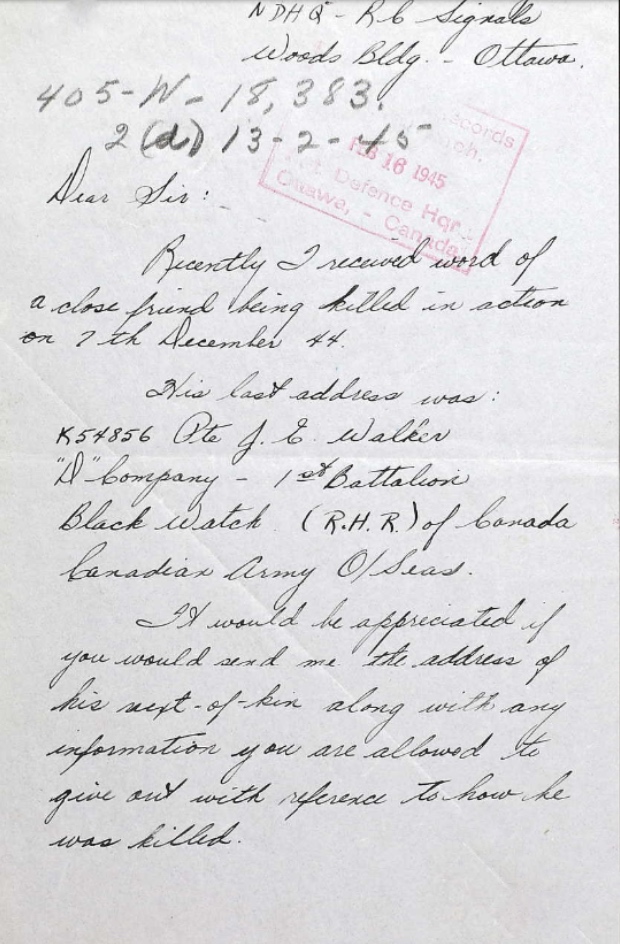 NDHQ - RC Signals
Woods Bldg. - Ottawa.
405-W-18,383.
2(d) 13-2-45
Records
FEB 16 1945
Defence Hqr.
Ottawa, - Canada
Dear Sir:
Recently I received word of
a close friend being killed in action
on 7th December 44.
His last address was:
K54856 Pte J. E. Walker
"D" Company - 1st Battalion
Black Watch (R.H.R.) of Canada
Canadian Army O/Seas.
It would be appreciated if
you would send me the address of
his next-of-kin along with any
information you are allowed to
give out with reference to how he
was killed.